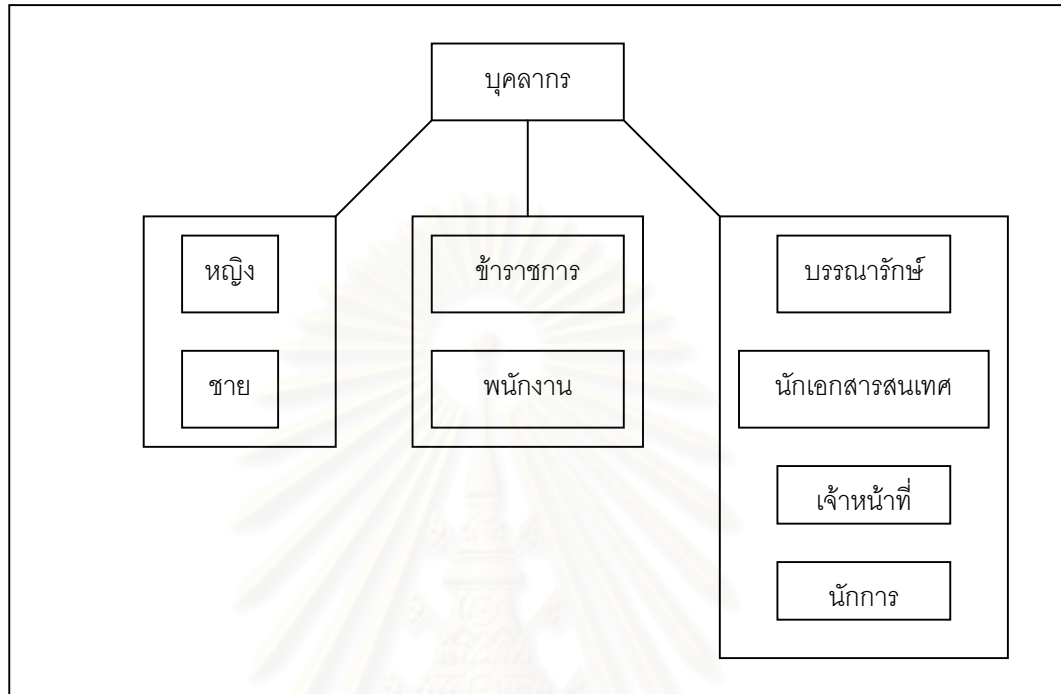 บุคลากร
หญิง
ชาย
ข้าราชการ
พนักงาน
บรรณารักษ์
นักเอกสารสนเทศ
เจ้าหน้าที่
นักการ